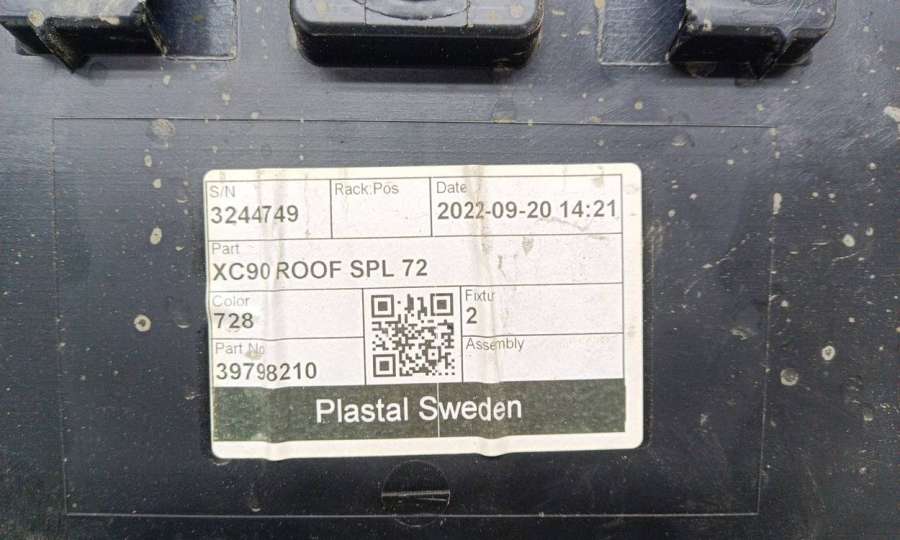 S/N Rack:Pos Date
3244749 2022-09-20 14:21
Part
XC90 ROOF SPL 72
Color Fixtu
728 2
Part No Assembly
39798210
Plastal Sweden